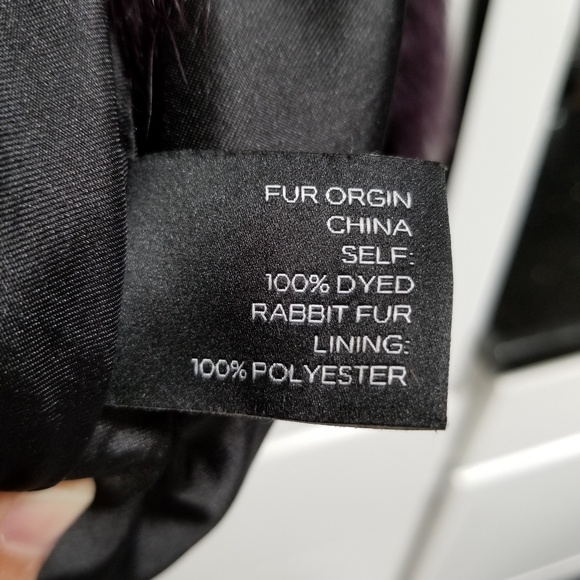 FUR ORGIN
CHINA
SELF:
100% DYED
RABBIT FUR
LINING:
100% POLYESTER